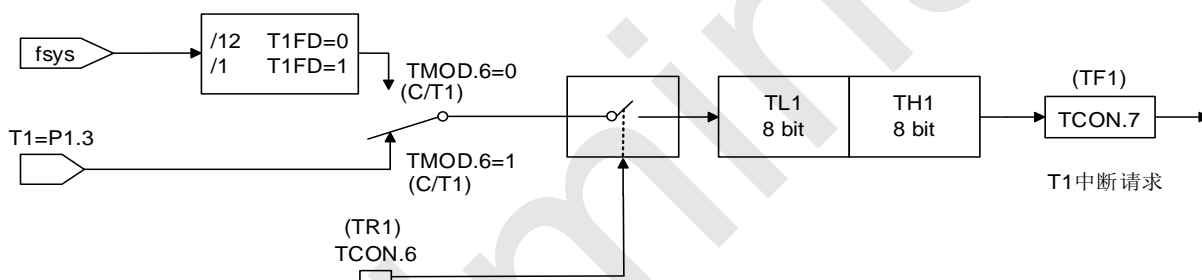 fsys
/12 T1FD=0
/1 T1FD=1
TMOD.6=0
(C/T1)
T1=P1.3
TMOD.6=1
(C/T1)
(TR1)
TCON.6
TL1
8 bit
TH1
8 bit
(TF1)
TCON.7
T1中断请求